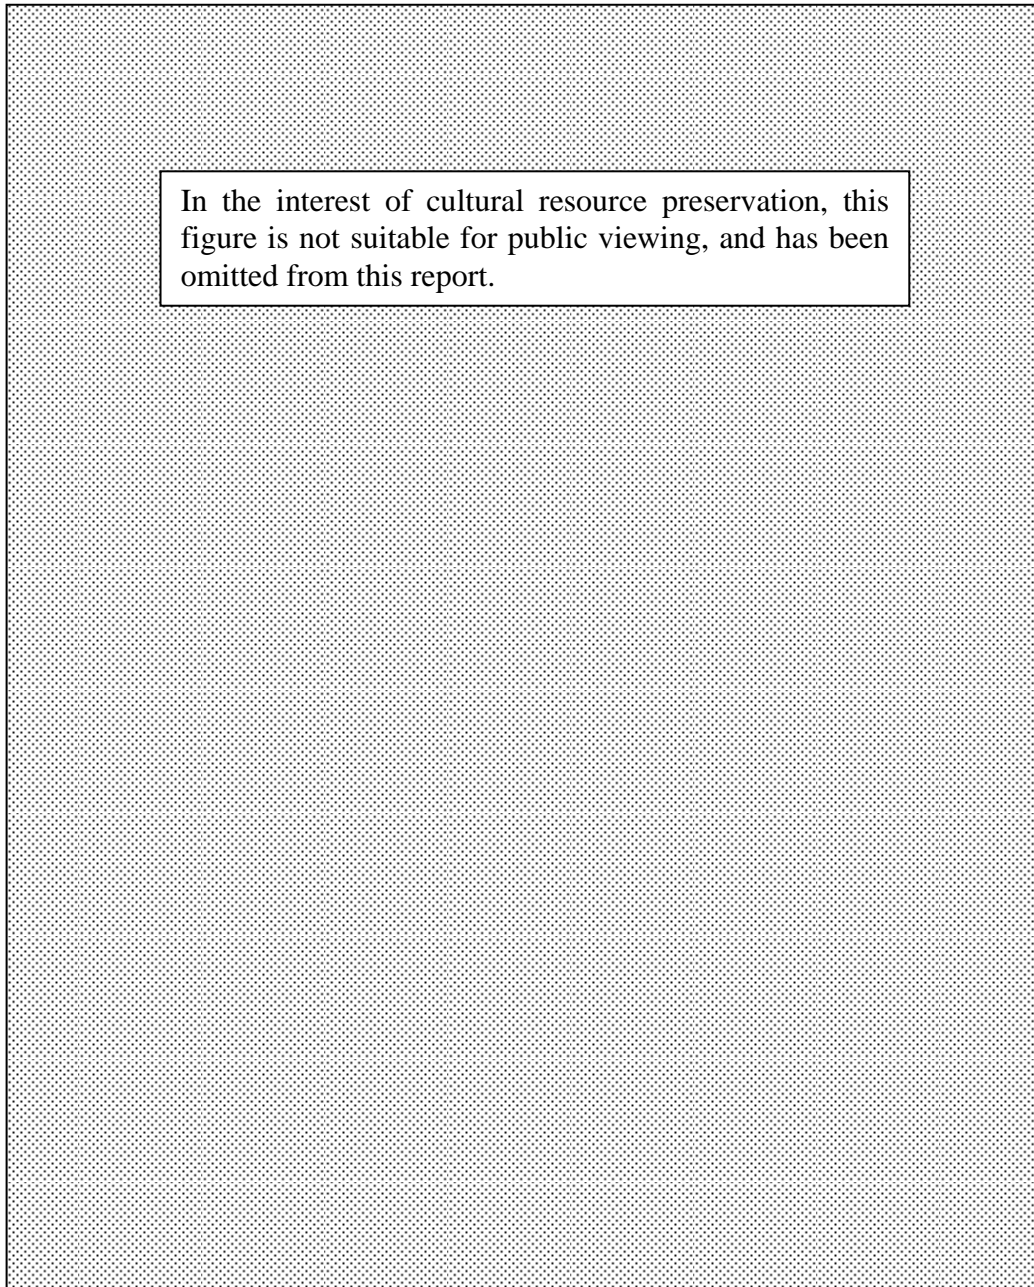 In the interest of cultural resource preservation, this
figure is not suitable for public viewing, and has been
omitted from this report.